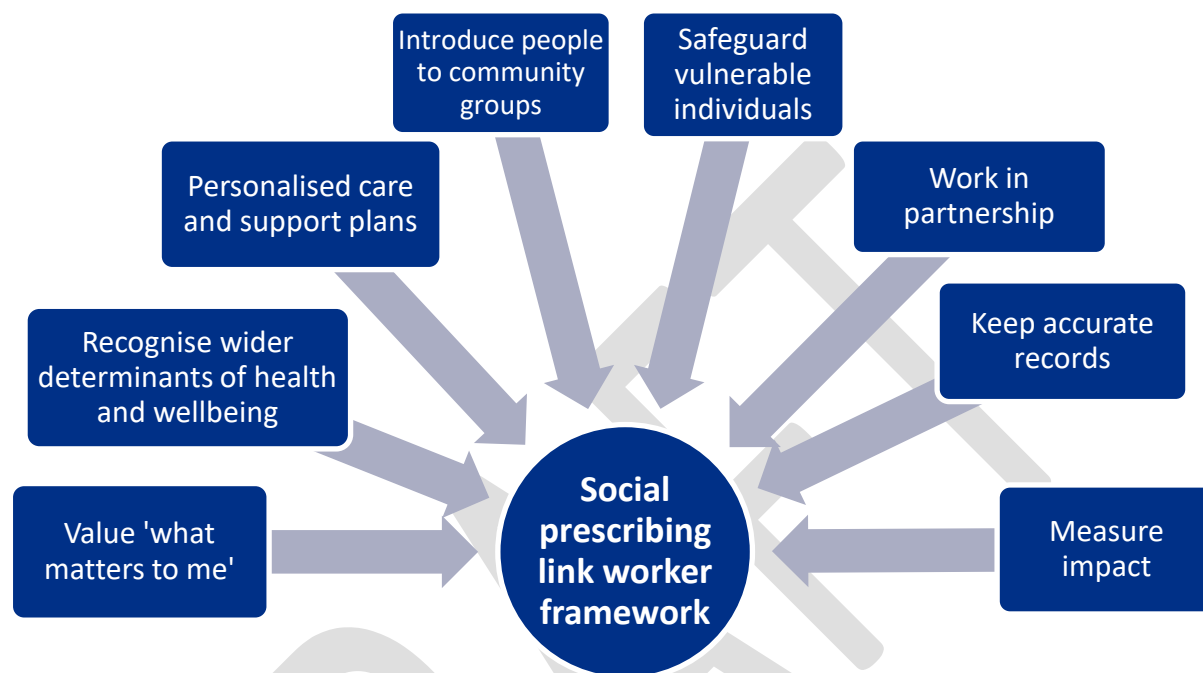 Introduce people
to community
groups
Safeguard
vulnerable
individuals
Personalised care
and support plans
Work in
partnership
Recognise wider
determinants of health
and wellbeing
Keep accurate
records
Value 'what
matters to me'
Social
prescribing
link worker
framework
Measure
impact